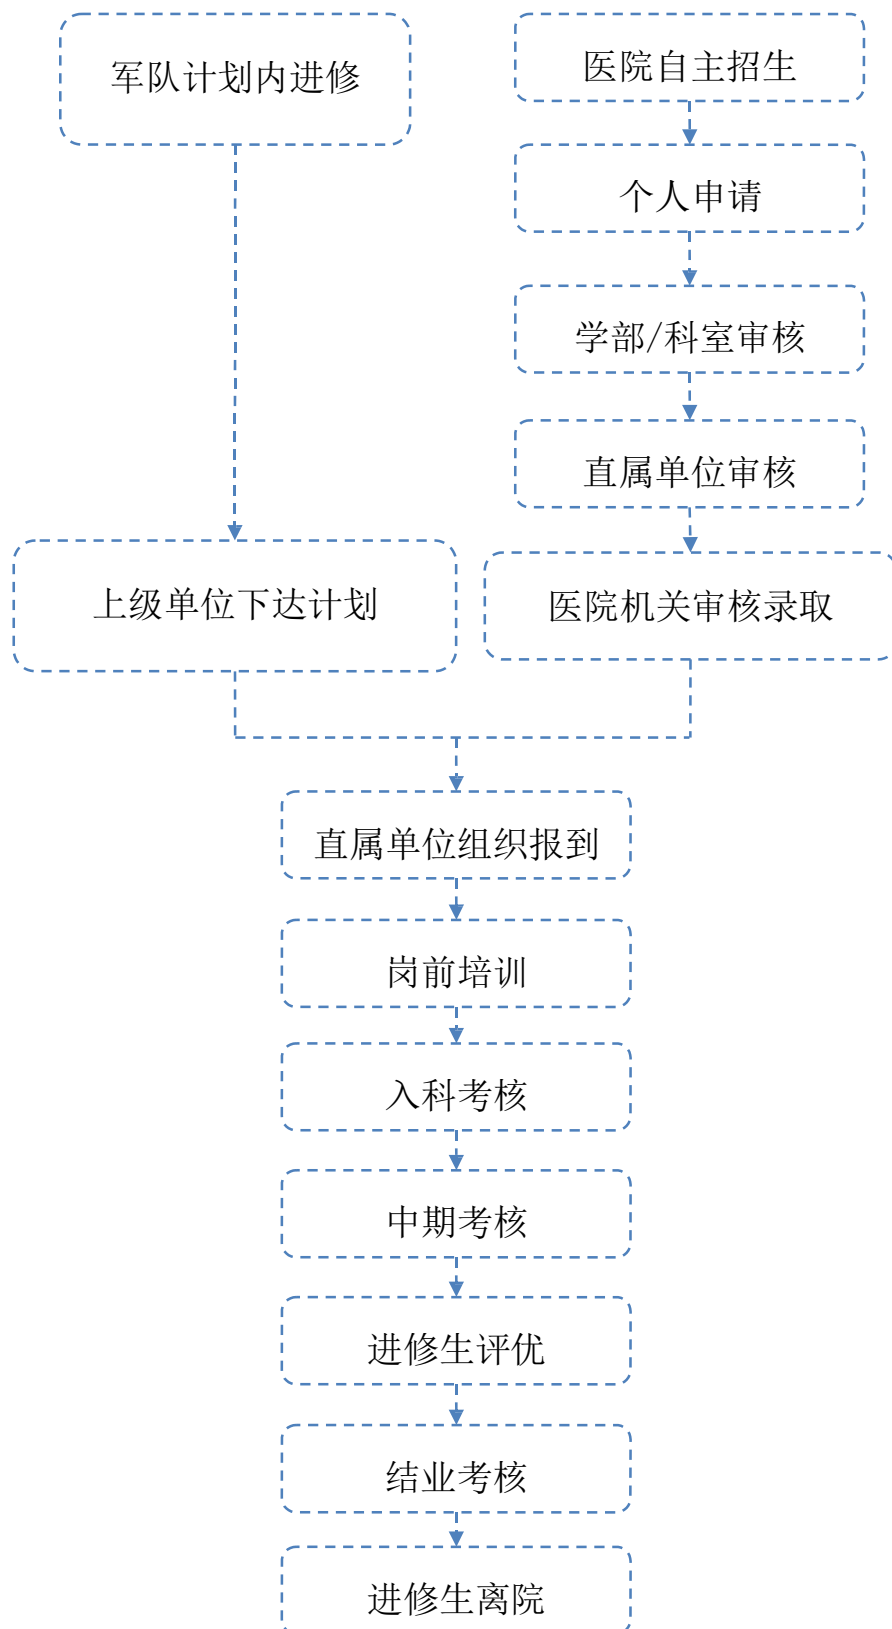 军队计划内进修
医院自主招生
个人申请
学部/科室审核
直属单位审核
上级单位下达计划
医院机关审核录取
直属单位组织报到
岗前培训
入科考核
中期考核
进修生评优
结业考核
进修生离院